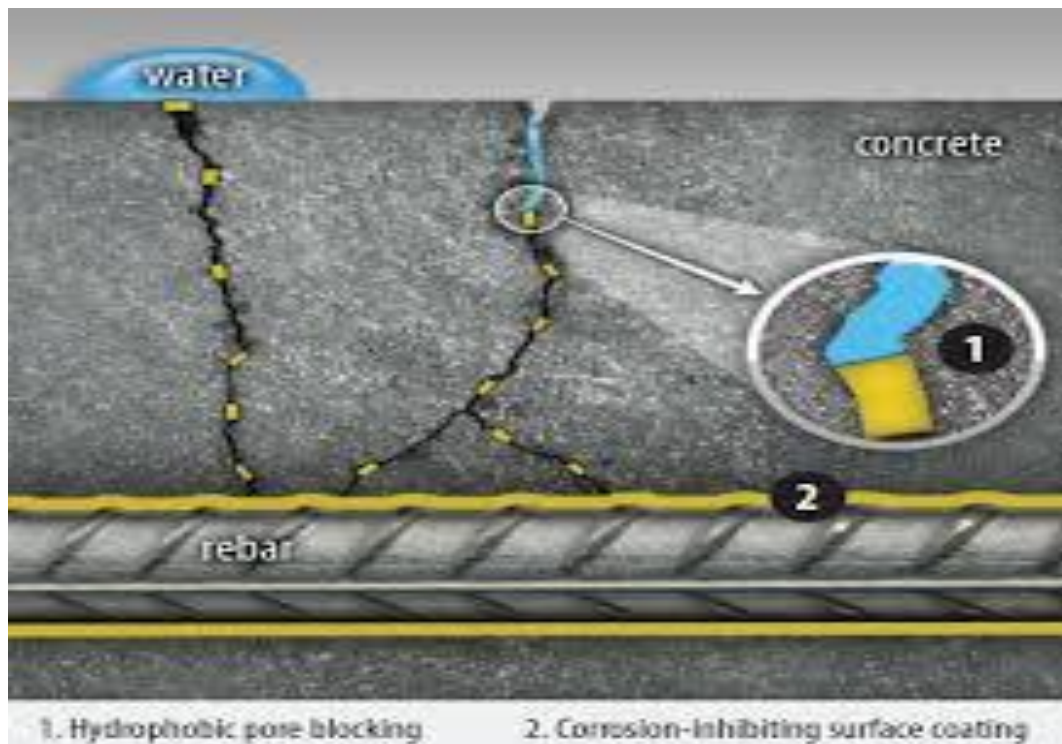 water
concrete
1
2
rebar
1. Hydrophobic pore blocking
2. Corrosion-inhibiting surface coating